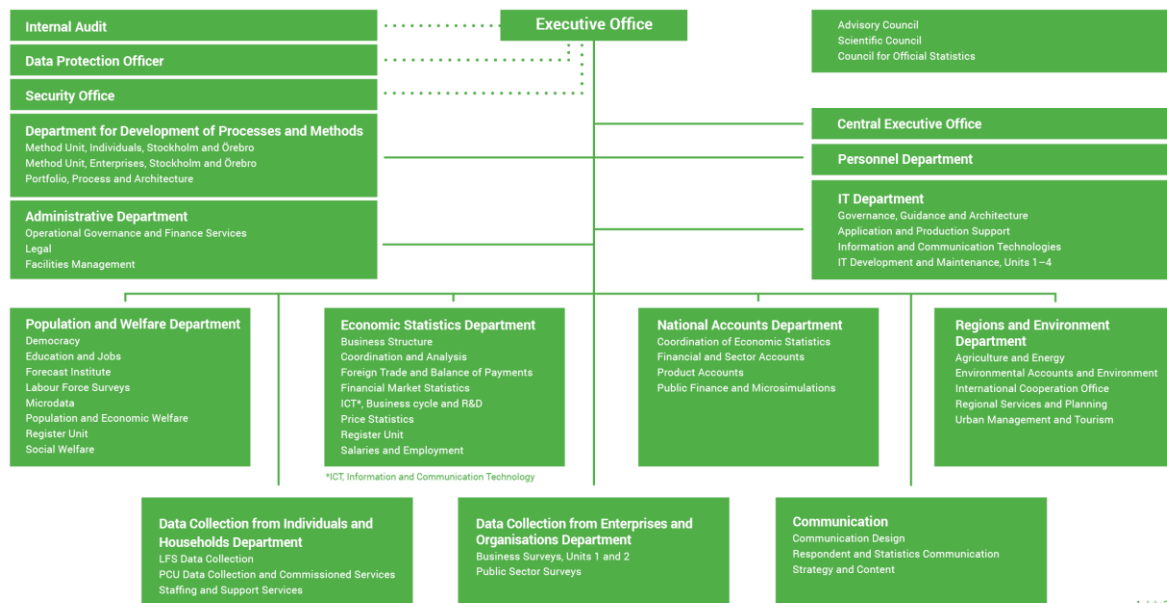 Executive Office
Internal Audit
Data Protection Officer
Security Office
Department for Development of Processes and Methods
Method Unit, Individuals, Stockholm and Örebro
Method Unit, Enterprises, Stockholm and Örebro
Portfolio, Process and Architecture
Administrative Department
Operational Governance and Finance Services
Legal
Facilities Management
Advisory Council
Scientific Council
Council for Official Statistics
Central Executive Office
Personnel Department
IT Department
Governance, Guidance and Architecture
Application and Production Support
Information and Communication Technologies
IT Development and Maintenance, Units 1–4
Population and Welfare Department
Democracy
Education and Jobs
Forecast Institute
Labour Force Surveys
Microdata
Population and Economic Welfare
Register Unit
Social Welfare
Economic Statistics Department
Business Structure
Coordination and Analysis
Foreign Trade and Balance of Payments
Financial Market Statistics
ICT*, Business cycle and R&D
Price Statistics
Register Unit
Salaries and Employment
*ICT, Information and Communication Technology
National Accounts Department
Coordination of Economic Statistics
Financial and Sector Accounts
Product Accounts
Public Finance and Microsimulations
Regions and Environment
Department
Agriculture and Energy
Environmental Accounts and Environment
International Cooperation Office
Regional Services and Planning
Urban Management and Tourism
Data Collection from Individuals and
Households Department
LFS Data Collection
PCU Data Collection and Commissioned Services
Staffing and Support Services
Data Collection from Enterprises and
Organisations Department
Business Surveys, Units 1 and 2
Public Sector Surveys
Communication
Communication Design
Respondent and Statistics Communication
Strategy and Content